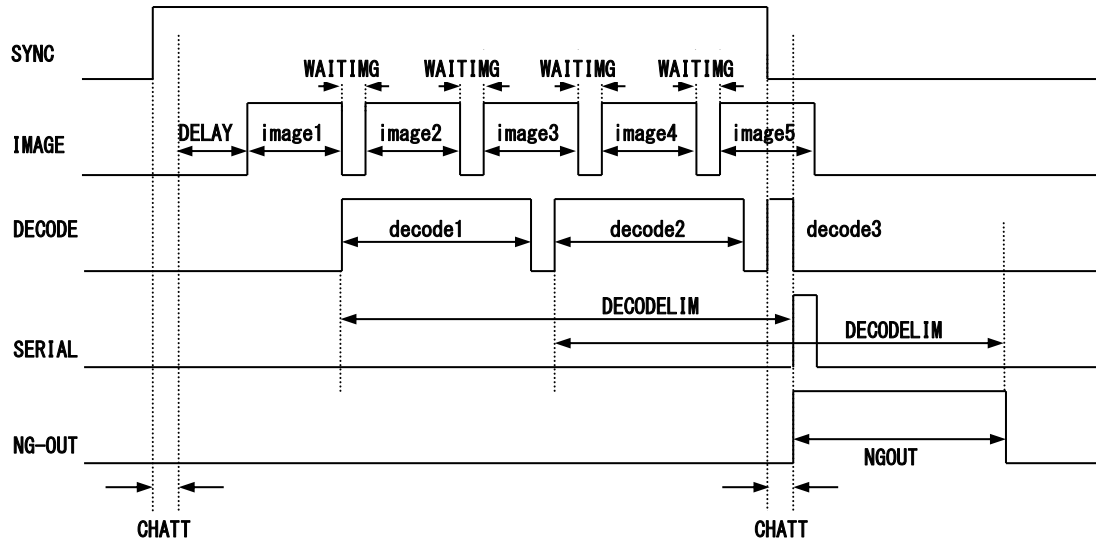 SYNC
WAITIMG WAITIMG WAITIMG WAITIMG
IMAGE
DELAY image1 image2 image3 image4 image5
DECODE
decode1 decode2 decode3
DECODELIM
SERIAL
DECODELIM
NG-OUT
NGOUT
CHATT CHATT